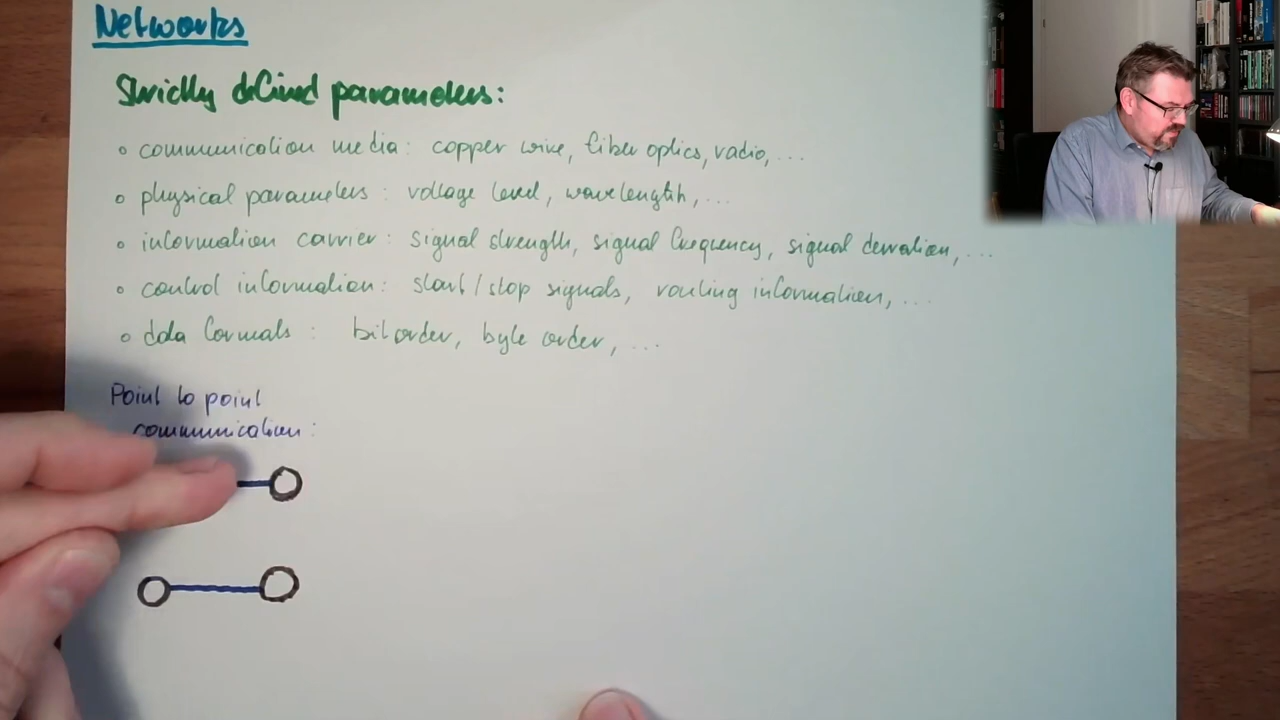 Networks
Strictly defined parameters:
• communication media: copper wire, fiber optics, radio, ...
• physical parameters: voltage level, wavelength, ...
• information carrier: signal strength, signal frequency, signal derivation, ...
• control information: start/stop signals, routing information, ...
• data formats: bit order, byte order, ...
Point to point
communication: